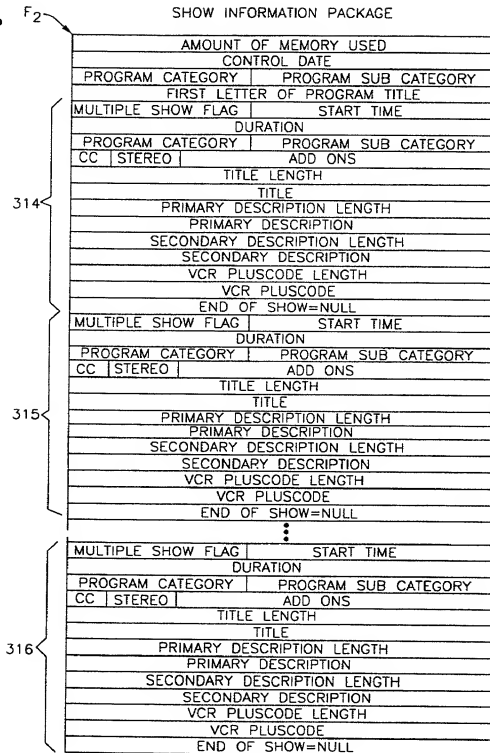 F2 SHOW INFORMATION PACKAGE
AMOUNT OF MEMORY USED
CONTROL DATE
PROGRAM CATEGORY PROGRAM SUB CATEGORY
FIRST LETTER OF PROGRAM TITLE
MULTIPLE SHOW FLAG START TIME
DURATION
PROGRAM CATEGORY PROGRAM SUB CATEGORY
CC STEREO ADD ONS
TITLE LENGTH
314 TITLE
PRIMARY DESCRIPTION LENGTH
PRIMARY DESCRIPTION
SECONDARY DESCRIPTION LENGTH
SECONDARY DESCRIPTION
VCR PLUSCODE LENGTH
VCR PLUSCODE
END OF SHOW=NULL
MULTIPLE SHOW FLAG START TIME
DURATION
PROGRAM CATEGORY PROGRAM SUB CATEGORY
CC STEREO ADD ONS
TITLE LENGTH
TITLE
315 PRIMARY DESCRIPTION LENGTH
PRIMARY DESCRIPTION
SECONDARY DESCRIPTION LENGTH
SECONDARY DESCRIPTION
VCR PLUSCODE LENGTH
VCR PLUSCODE
END OF SHOW=NULL
MULTIPLE SHOW FLAG START TIME
DURATION
PROGRAM CATEGORY PROGRAM SUB CATEGORY
CC STEREO ADD ONS
TITLE LENGTH
TITLE
316 PRIMARY DESCRIPTION LENGTH
PRIMARY DESCRIPTION
SECONDARY DESCRIPTION LENGTH
SECONDARY DESCRIPTION
VCR PLUSCODE LENGTH
VCR PLUSCODE
END OF SHOW=NULL